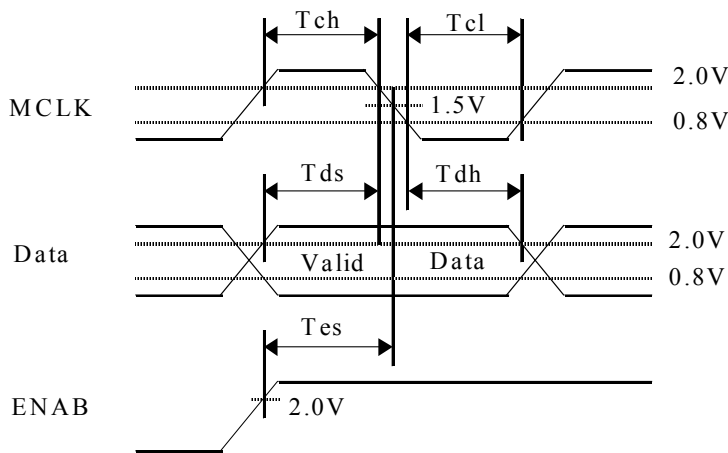 Tch Tcl
2.0V
MCLK 1.5V
0.8V
Tds Tdh
Data 2.0V
Valid Data
0.8V
Tes
ENAB 2.0V